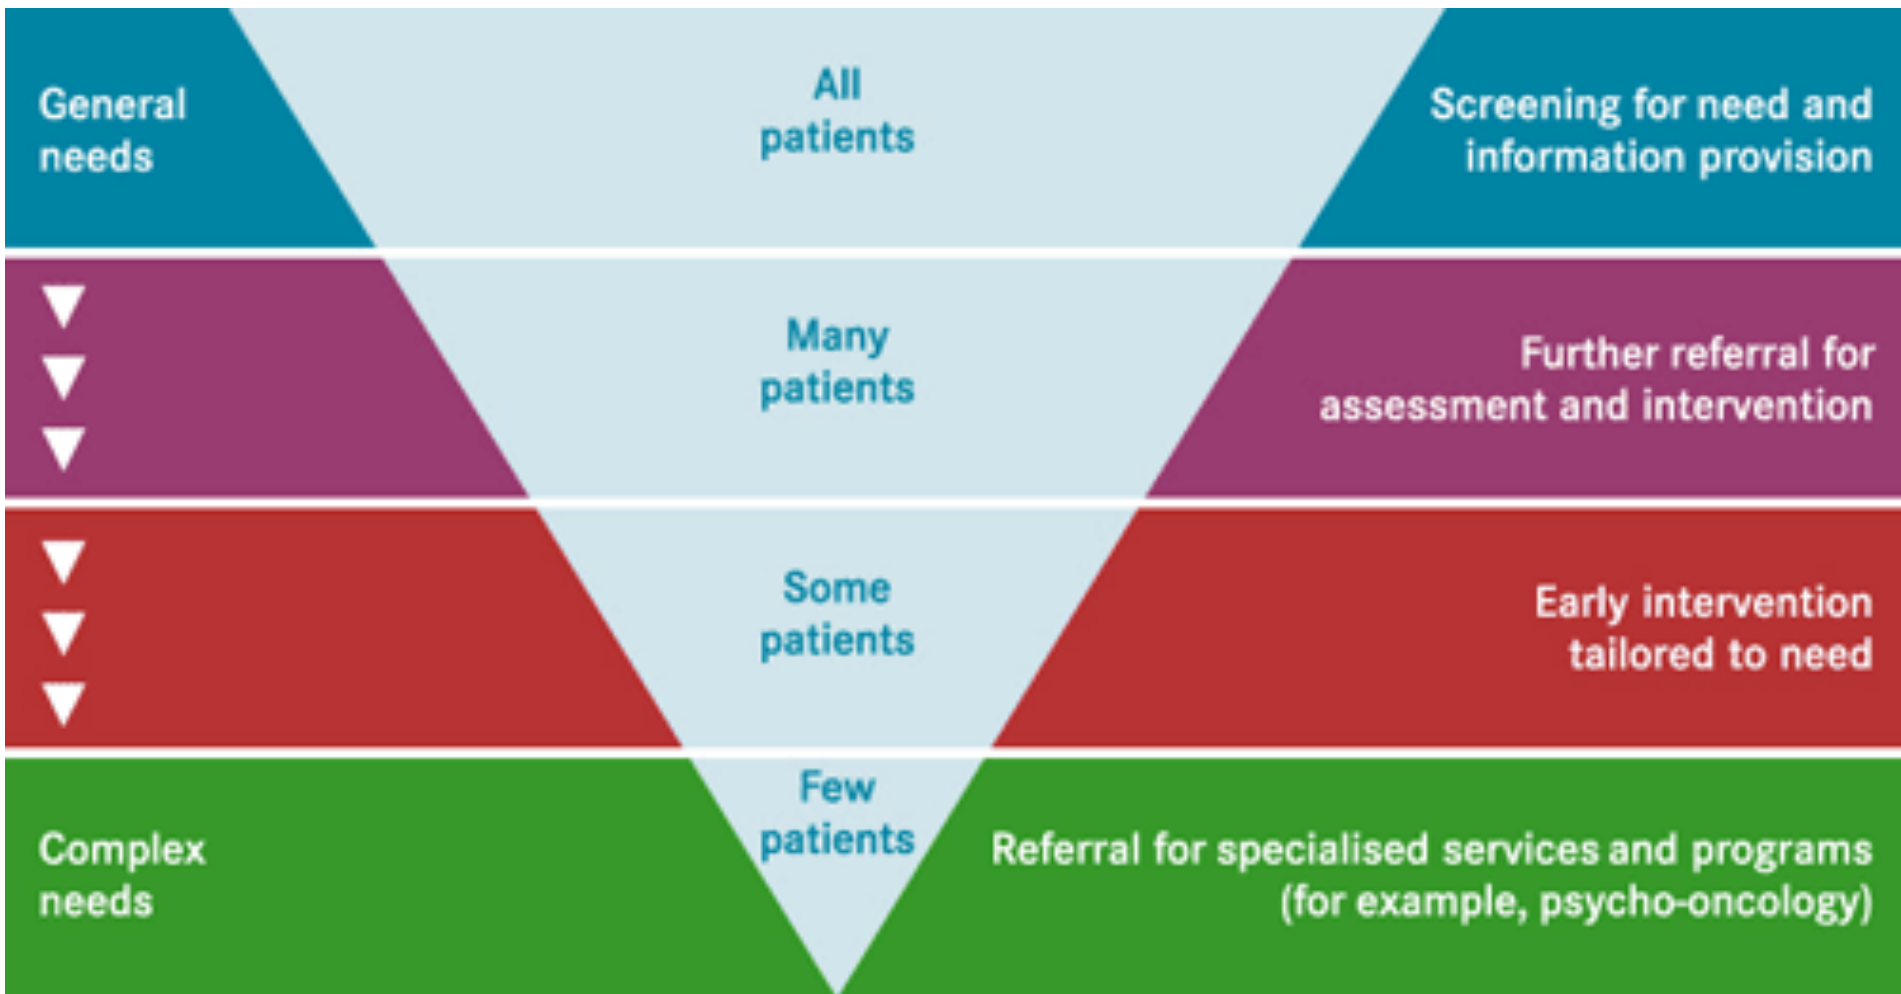 General
needs
All
patients
Screening for need and
information provision
Many
patients
Further referral for
assessment and intervention
Some
patients
Early intervention
tailored to need
Complex
needs
Few
patients
Referral for specialised services and programs
(for example, psycho-oncology)